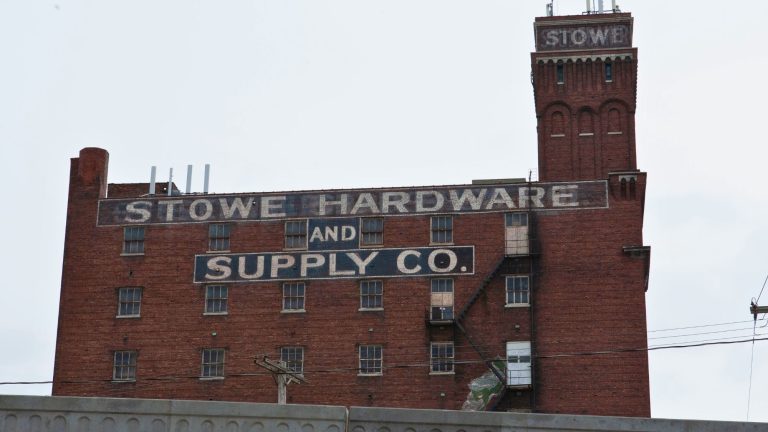 STOWE
STOWE HARDWARE
AND
SUPPLY CO.